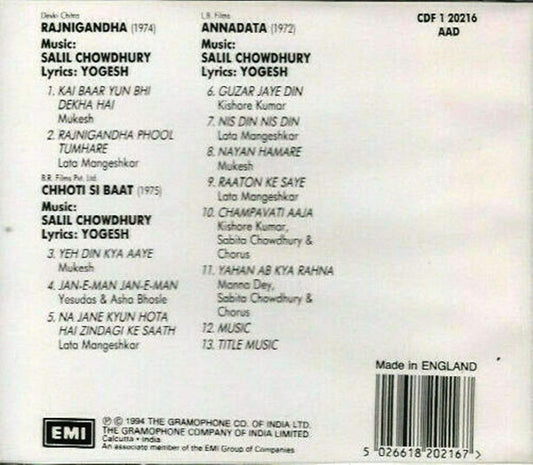 Devki Chitra
RAJNIGANDHA (1974)
Music:
SALIL CHOWDHURY
Lyrics: YOGESH
1. KAI BAAR YUN BHI
DEKHA HAI
Mukesh
2. RAJNIGANDHA PHOOL
TUMHARE
Lata Mangeshkar
B.R. Films Pvt. Ltd.
CHHOTI SI BAAT (1975)
Music:
SALIL CHOWDHURY
Lyrics: YOGESH
3. YEH DIN KYA AAYE
Mukesh
4. JAN-E-MAN JAN-E-MAN
Yesudas & Asha Bhosle
5. NA JANE KYUN HOTA
HAI ZINDAGI KE SAATH
Lata Mangeshkar
L.B. Films
ANNADATA (1972)
Music:
SALIL CHOWDHURY
Lyrics: YOGESH
6. GUZAR JAYE DIN
Kishore Kumar
7. NIS DIN NIS DIN
Lata Mangeshkar
8. NAYAN HAMARE
Mukesh
9. RAATON KE SAYE
Lata Mangeshkar
10. CHAMPAVATI AAJA
Kishore Kumar,
Sabita Chowdhury &
Chorus
11. YAHAN AB KYA RAHNA
Manna Dey,
Sabita Chowdhury &
Chorus
12. MUSIC
13. TITLE MUSIC
CDF 1 20216
AAD
Made in ENGLAND
5 026618 202167 >
EMI
℗ © 1994 THE GRAMOPHONE CO. OF INDIA LTD.
THE GRAMOPHONE COMPANY OF INDIA LIMITED
Calcutta • India
An associate member of the EMI Group of Companies